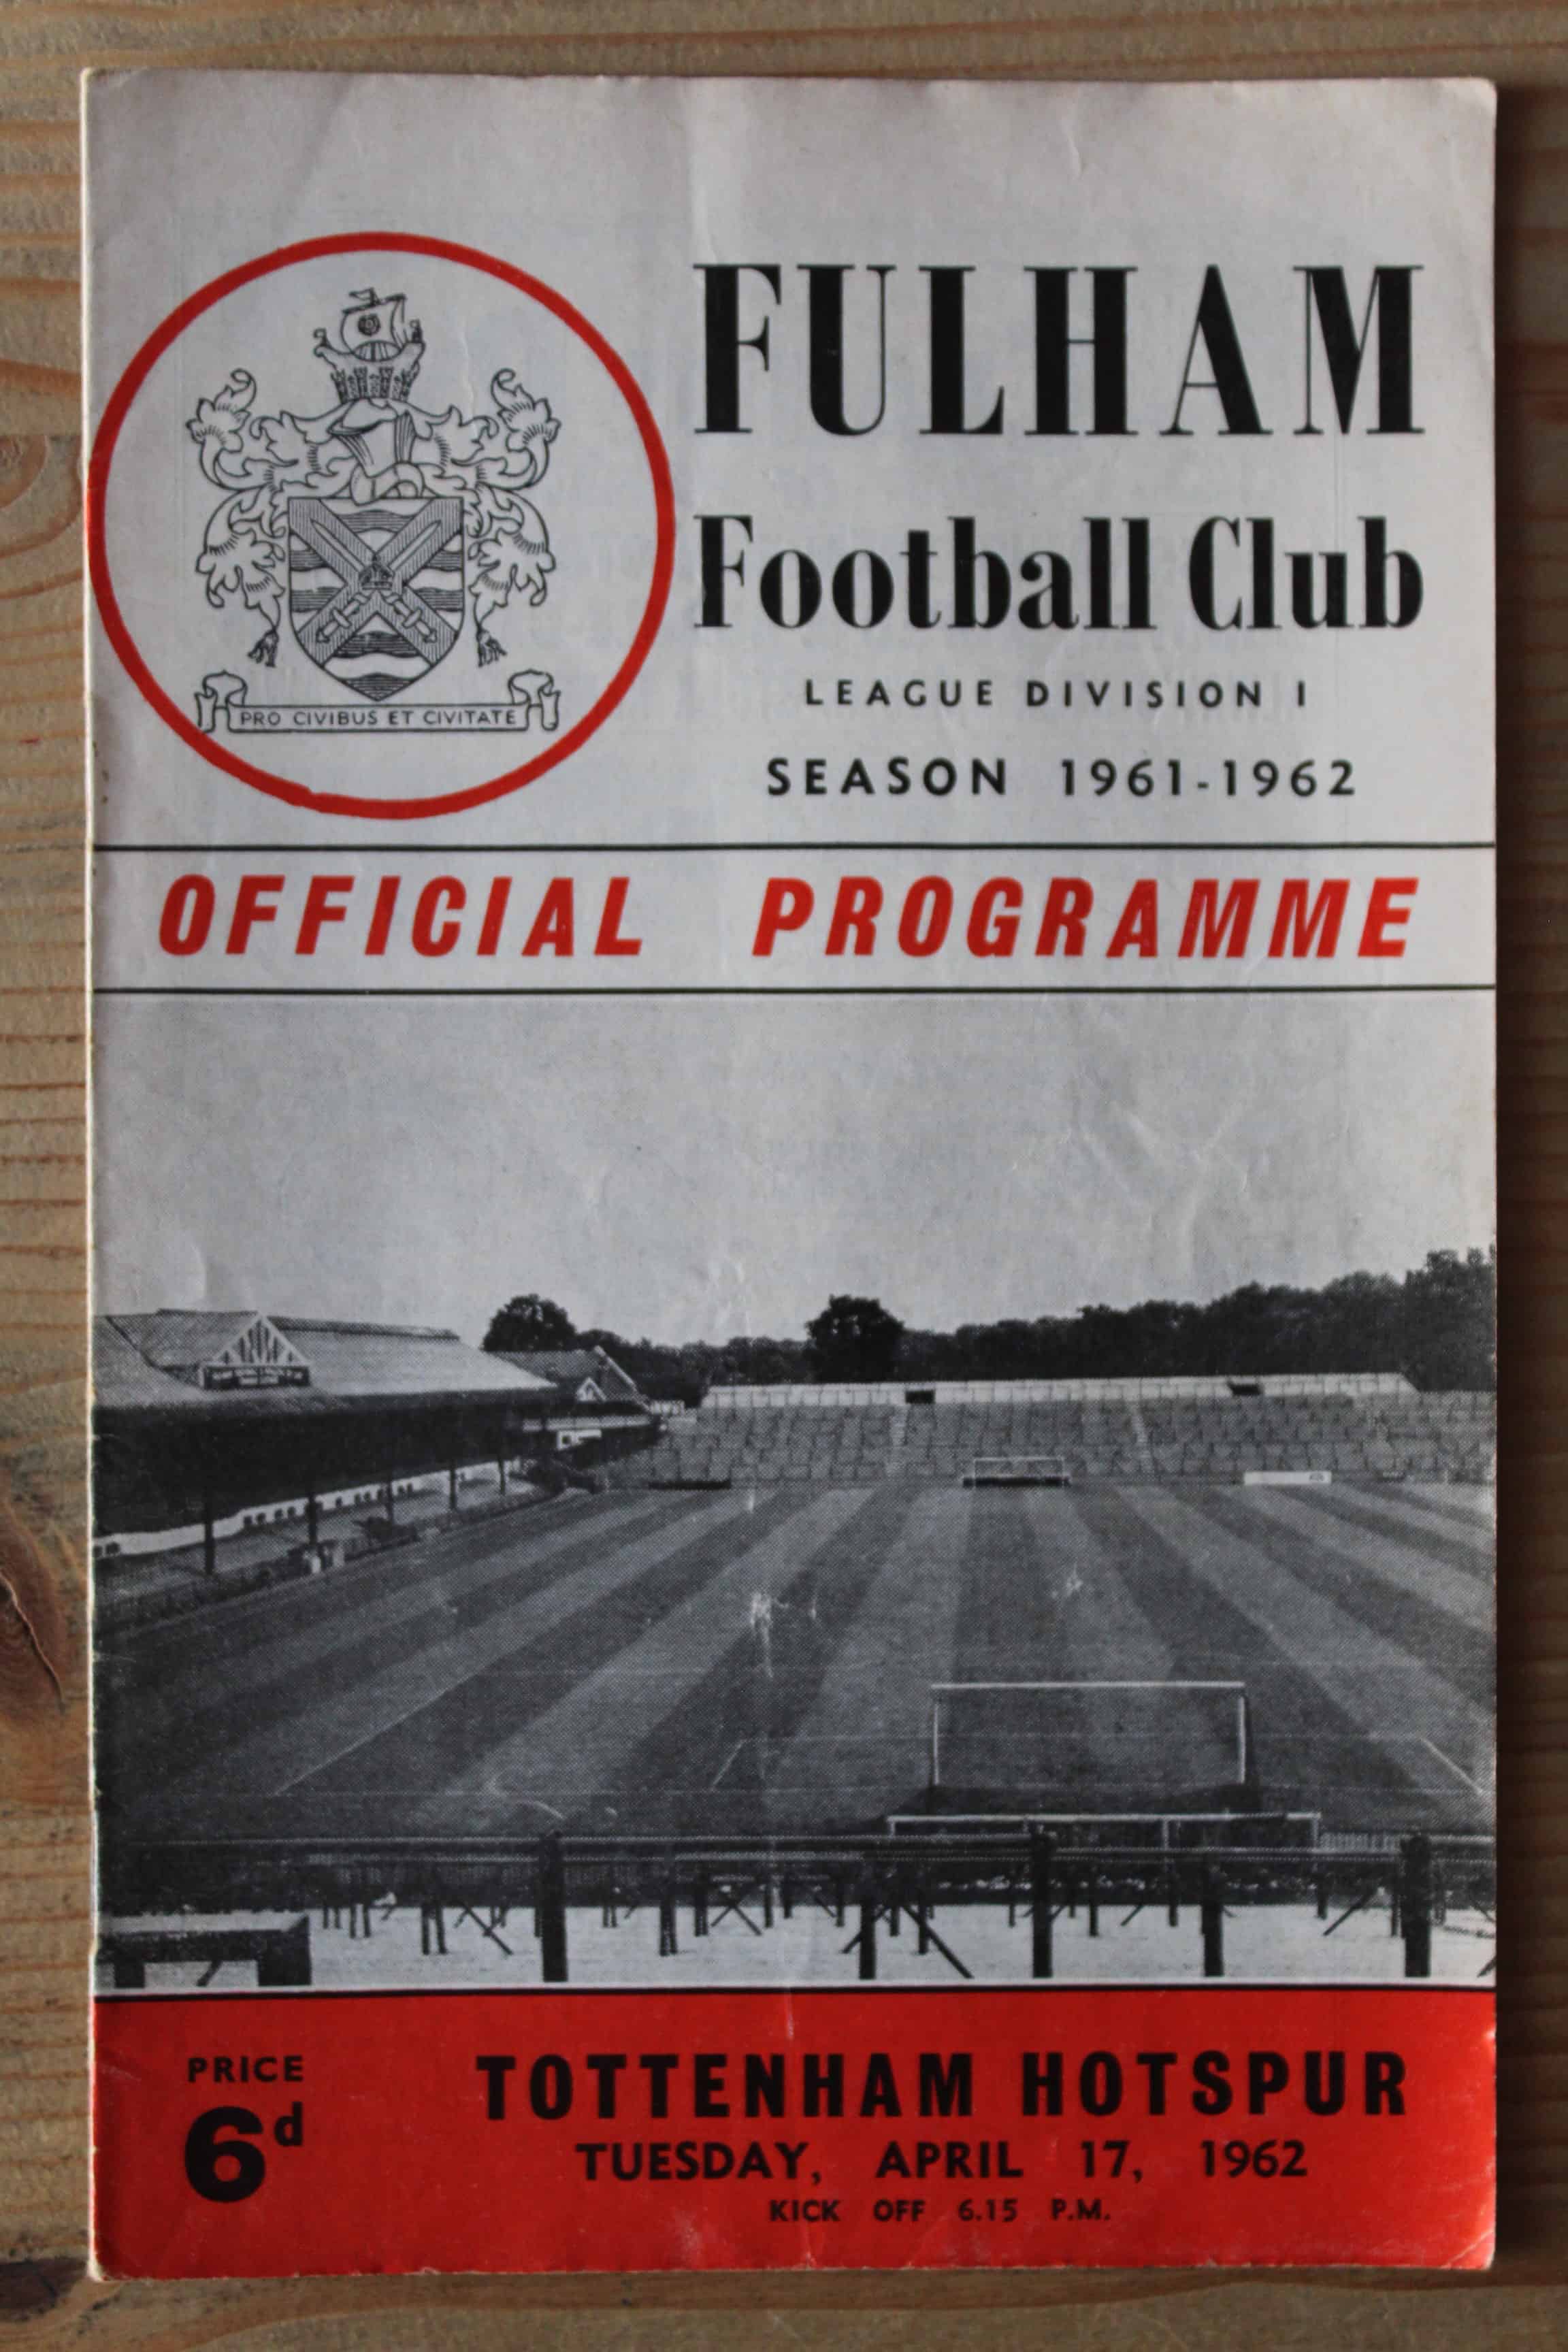 FULHAM
Football Club
LEAGUE DIVISION I
SEASON 1961-1962
PRO CIVIBUS ET CIVITATE
OFFICIAL PROGRAMME
PRICE
6d
TOTTENHAM HOTSPUR
TUESDAY, APRIL 17, 1962
KICK OFF 6.15 P.M.